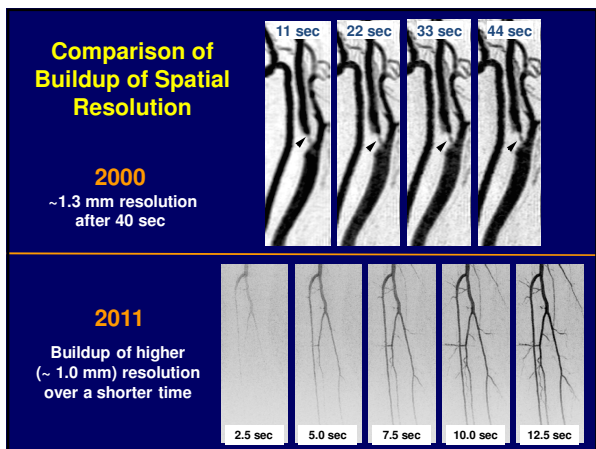 Comparison of
Buildup of Spatial
Resolution
11 sec
22 sec
33 sec
44 sec
2000
~1.3 mm resolution
after 40 sec
2011
Buildup of higher
(~ 1.0 mm) resolution
over a shorter time
2.5 sec
5.0 sec
7.5 sec
10.0 sec
12.5 sec